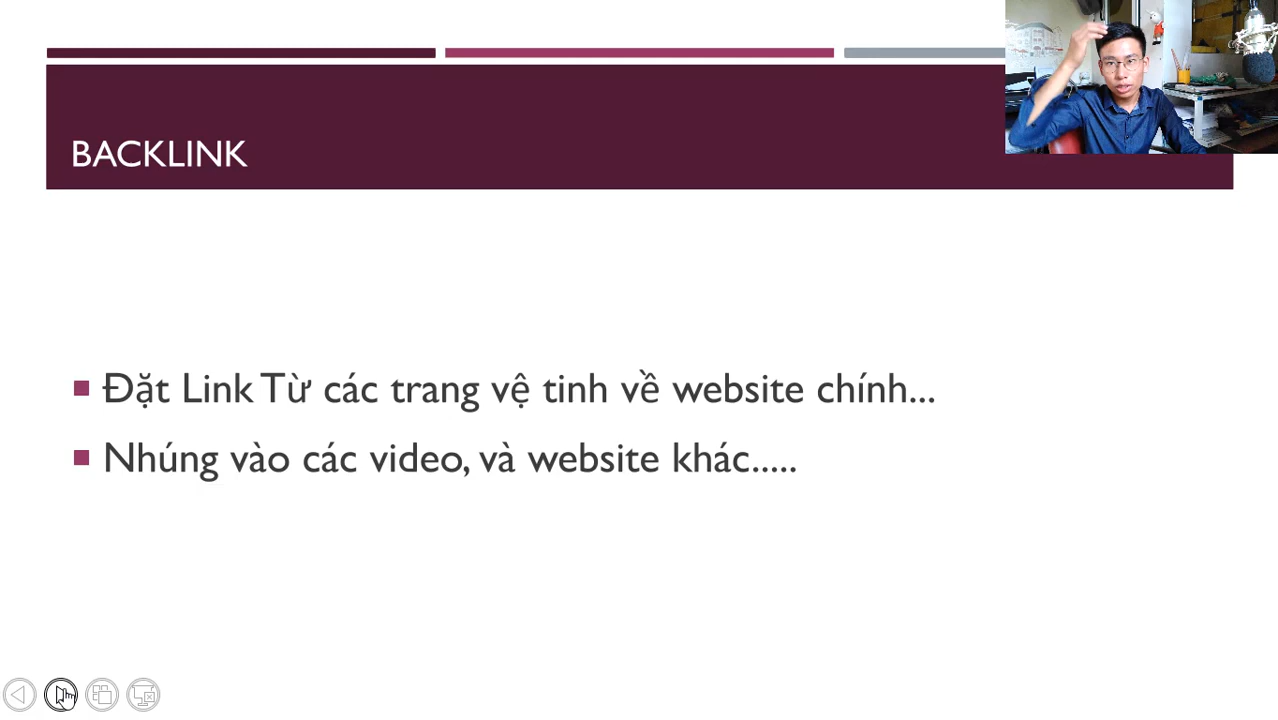 BACKLINK
Đặt Link Từ các trang vệ tinh về website chính...
Nhúng vào các video, và website khác.....